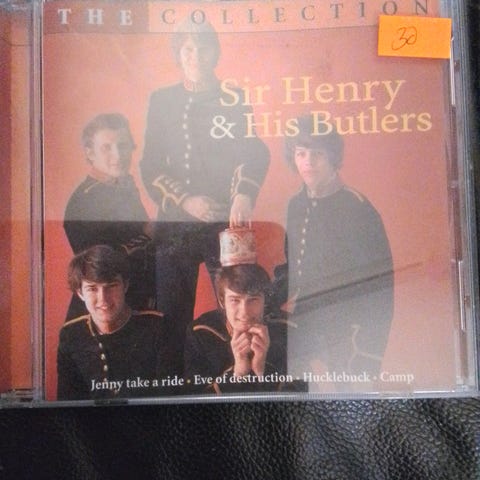 THE COLLECTION
30
Sir Henry
& His Butlers
Jenny take a ride • Eve of destruction • Hucklebuck • Camp